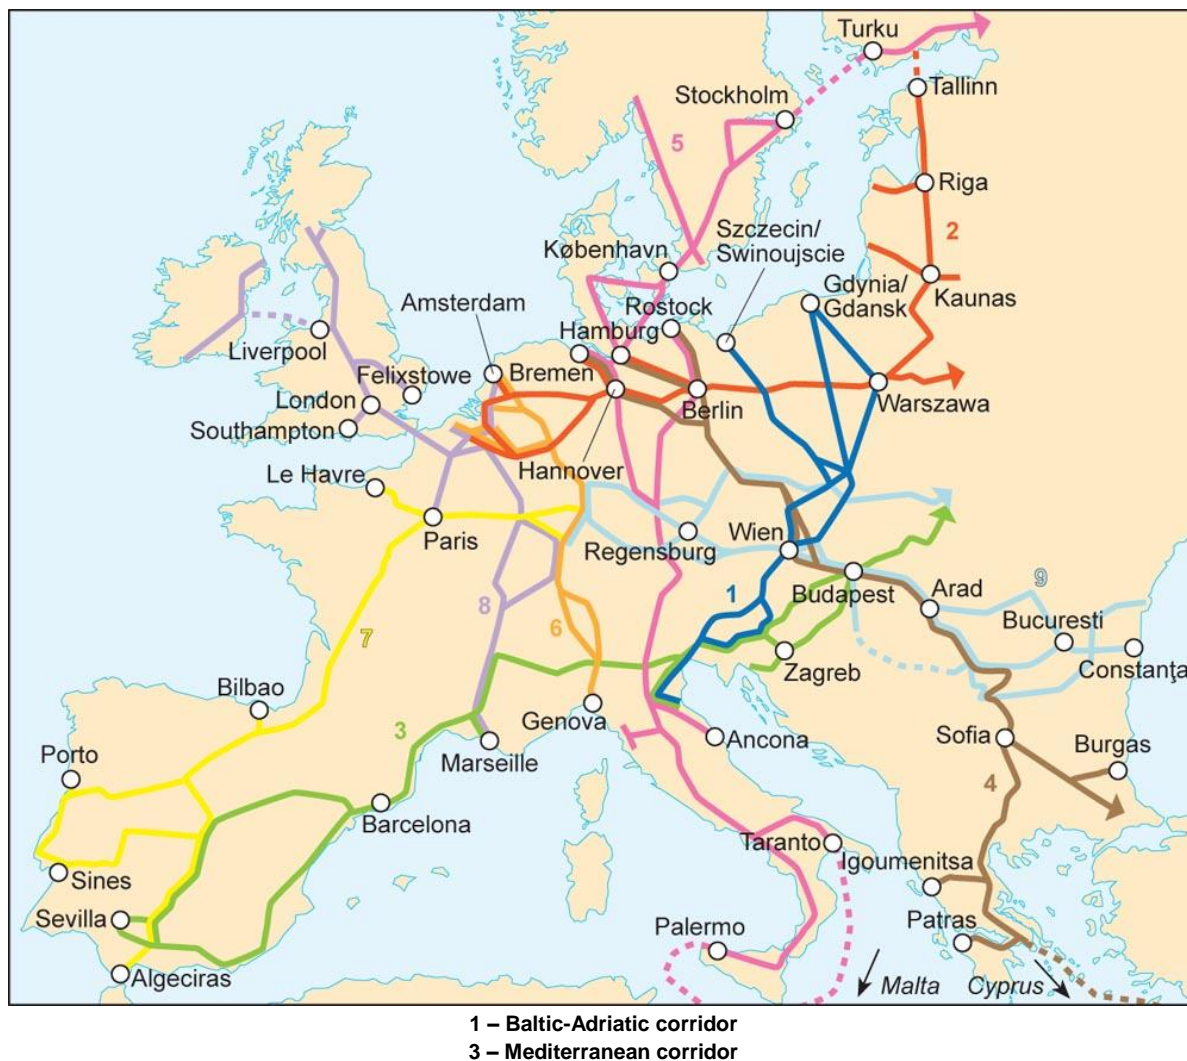 Turku
Tallinn
Stockholm
5
Riga
2
Szczecin/
Swinoujscie
København
Gdynia/
Gdansk
Kaunas
Amsterdam
Rostock
Hamburg
Liverpool
Bremen
Felixstowe
London
Berlin
Warszawa
Southampton
Hannover
Le Havre
Paris
Regensburg
Wien
8
6
1
Budapest
Arad
9
Bucuresti
7
Zagreb
Constanţa
Bilbao
3
Genova
Ancona
Sofia
Burgas
Porto
Marseille
4
Barcelona
Taranto
Igoumenitsa
Sines
Sevilla
Palermo
Patras
Algeciras
Malta
Cyprus
1 – Baltic-Adriatic corridor
3 – Mediterranean corridor